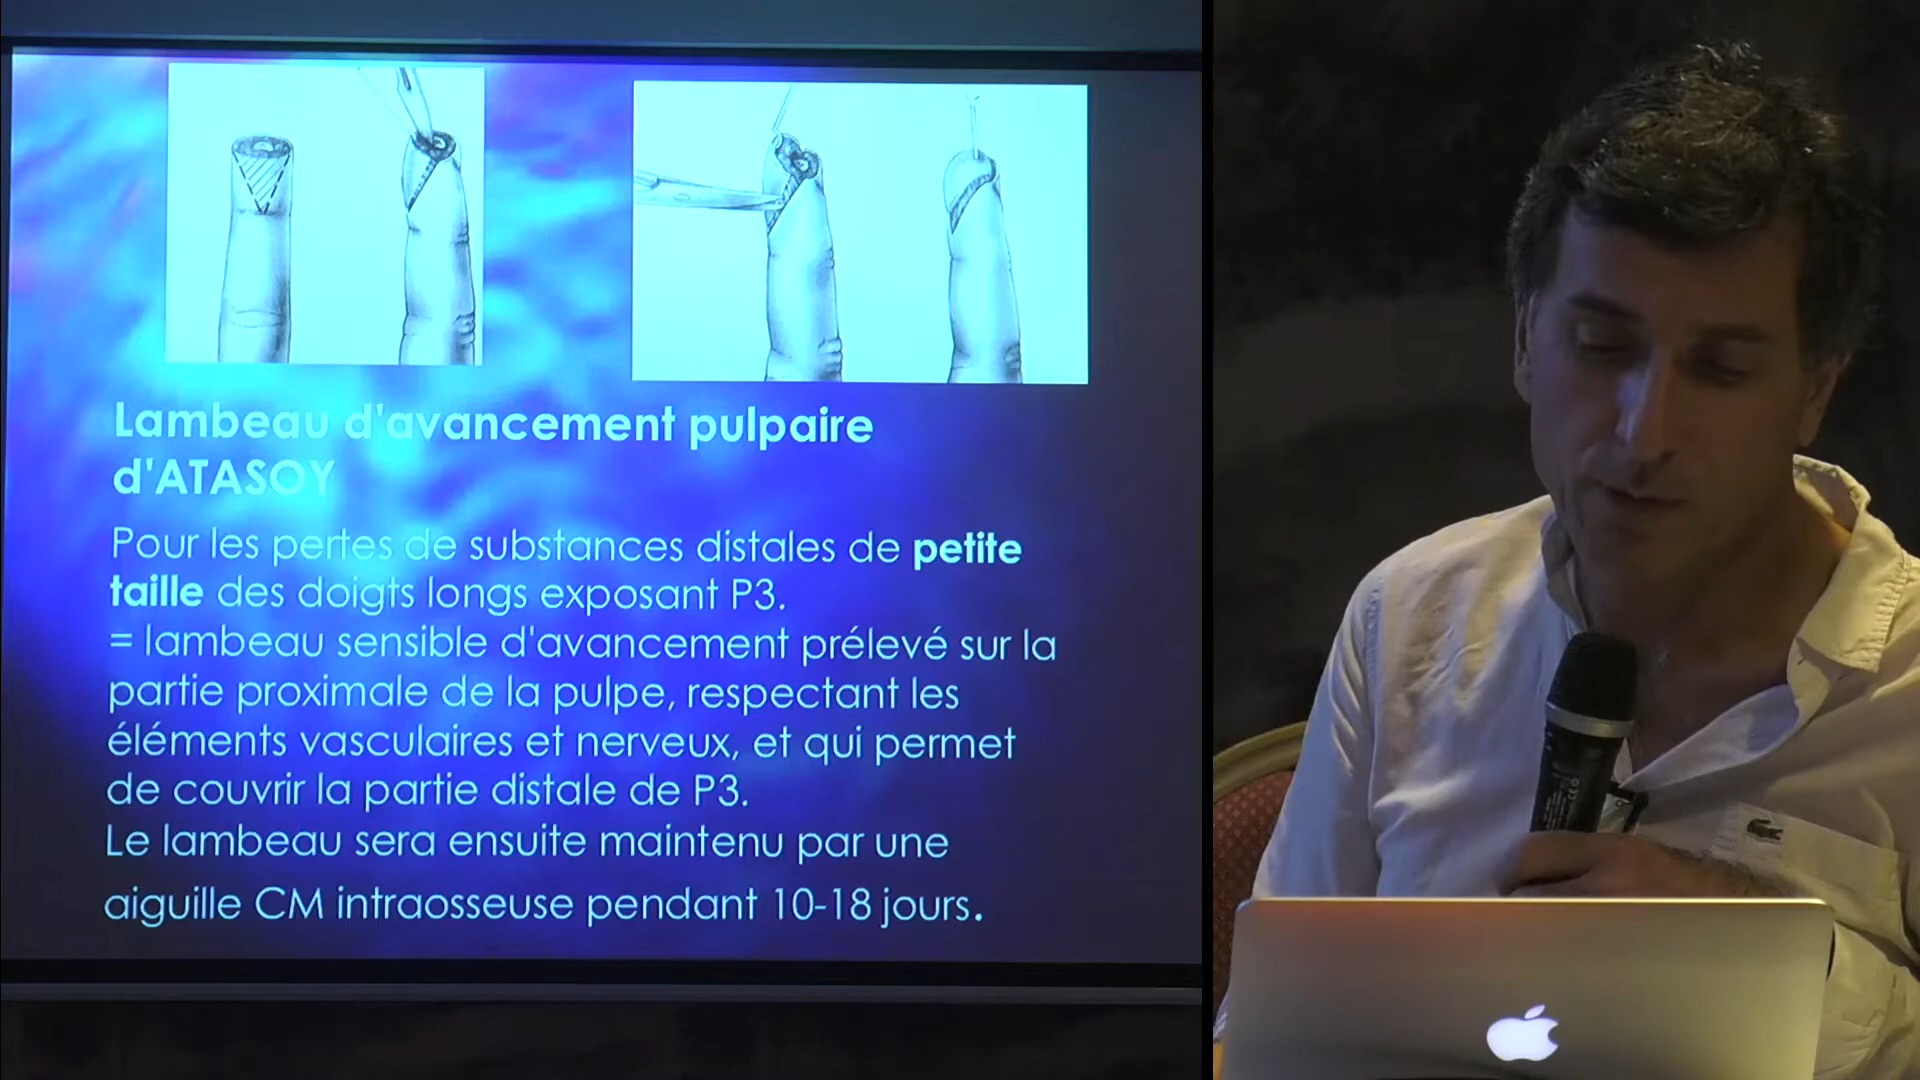 Lambeau d'avancement pulpaire
d'ATASOY
Pour les pertes de substances distales de petite
taille des doigts longs exposant P3.
= lambeau sensible d'avancement prélevé sur la
partie proximale de la pulpe, respectant les
éléments vasculaires et nerveux, et qui permet
de couvrir la partie distale de P3.
Le lambeau sera ensuite maintenu par une
aiguille CM intraosseuse pendant 10-18 jours.